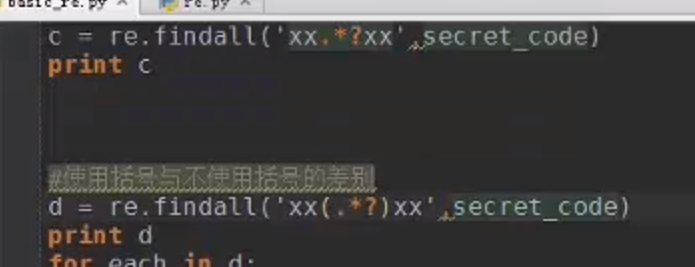 basic_re.py × re.py ×
c = re.findall('xx.*?xx',secret_code)
print c
#使用括号与不使用括号的差别
d = re.findall('xx(.*?)xx',secret_code)
print d
for each in d: